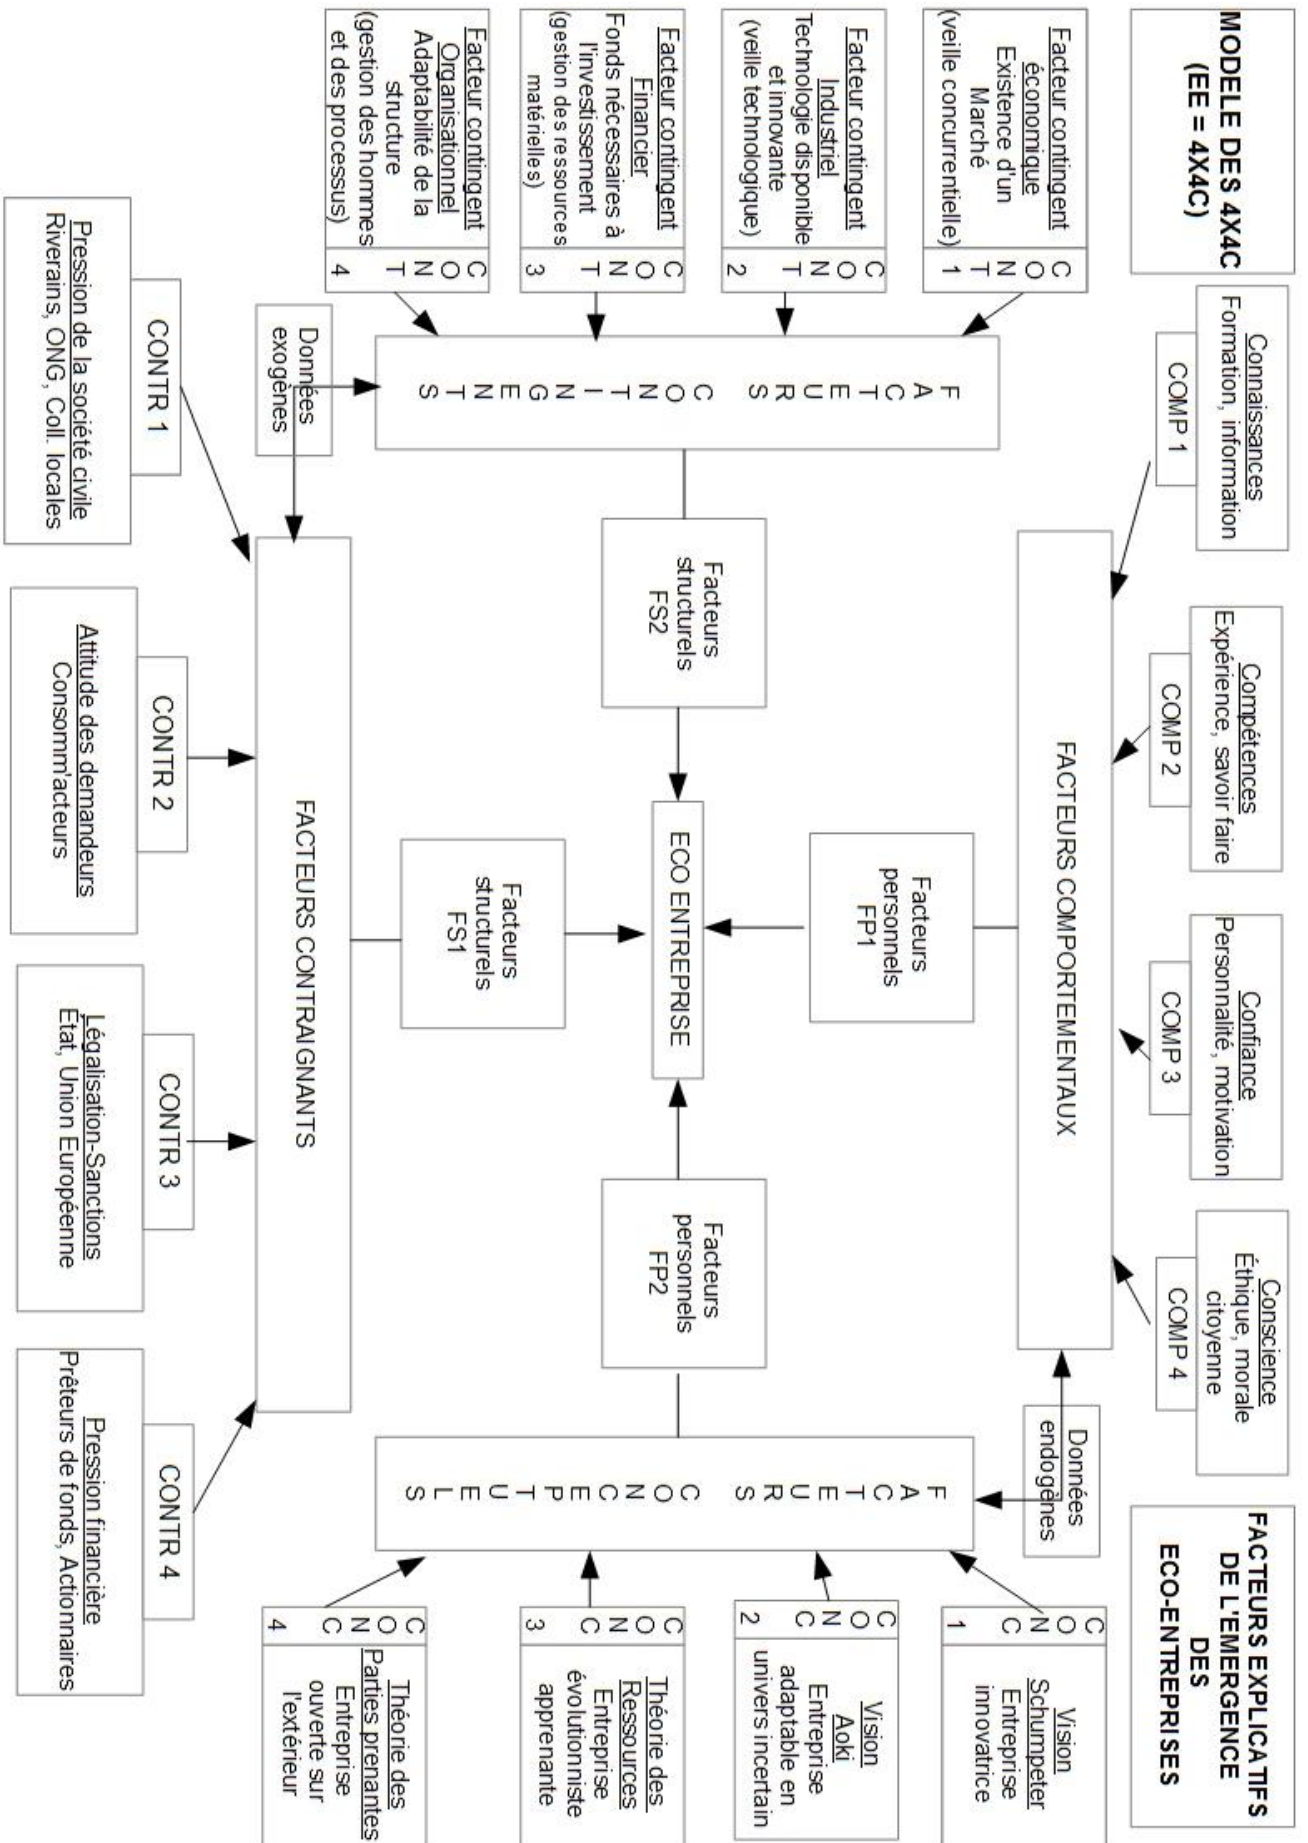 MODELE DES 4X4C
(EE = 4X4C)
FACTEURS EXPLICATIFS
DE L'EMERGENCE
DES
ECO-ENTREPRISES
Connaissances
Formation, information
COMP 1
Compétences
Expérience, savoir faire
COMP 2
Confiance
Personnalité, motivation
COMP 3
Conscience
Éthique, morale
citoyenne
COMP 4
FACTEURS COMPORTEMENTAUX
Données
endogènes
Facteurs
personnels
FP1
Facteur contingent
économique
Existence d'un
Marché
(veille concurrentielle)
CONT
1
Facteur contingent
Industriel
Technologie disponible
et innovante
(veille technologique)
CONT
2
Facteur contingent
Financier
Fonds nécessaires à
l'investissement
(gestion des ressources
matérielles)
CONT
3
Facteur contingent
Organisationnel
Adaptabilité de la
structure
(gestion des hommes
et des processus)
CONT
4
FACTEURS CONTINGENTS
Facteurs
structurels
FS2
ECO ENTREPRISE
Facteurs
personnels
FP2
FACTEURS CONCEPTUELS
CONC
1
Vision
Schumpeter
Entreprise
innovatrice
CONC
2
Vision
Aoki
Entreprise
adaptable en
univers incertain
CONC
3
Théorie des
Ressources
Entreprise
évolutionniste
apprenante
CONC
4
Théorie des
Parties prenantes
Entreprise
ouverte sur
l'extérieur
Facteurs
structurels
FS1
Données
exogènes
FACTEURS CONTRAIGNANTS
CONTR 1
Pression de la société civile
Riverains, ONG, Coll. locales
CONTR 2
Attitude des demandeurs
Consomm'acteurs
CONTR 3
Légalisation-Sanctions
Etat, Union Européenne
CONTR 4
Pression financière
Prêteurs de fonds, Actionnaires